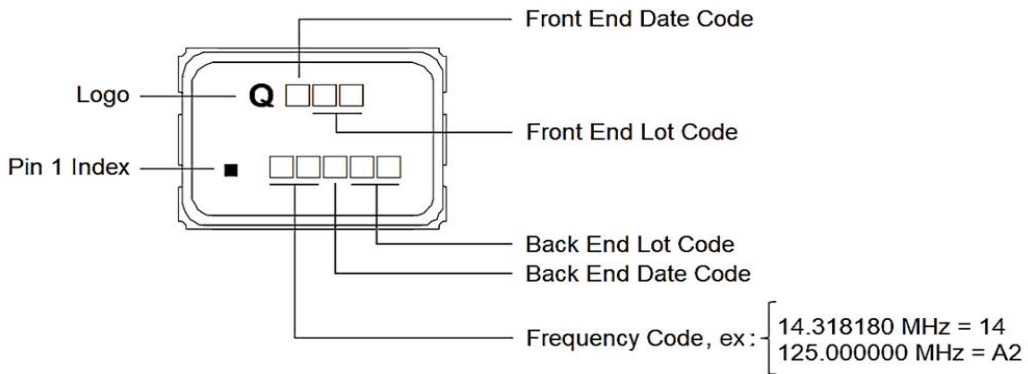 Front End Date Code
Logo
Q
Front End Lot Code
Pin 1 Index
Back End Lot Code
Back End Date Code
Frequency Code, ex:
14.318180 MHz = 14
125.000000 MHz = A2